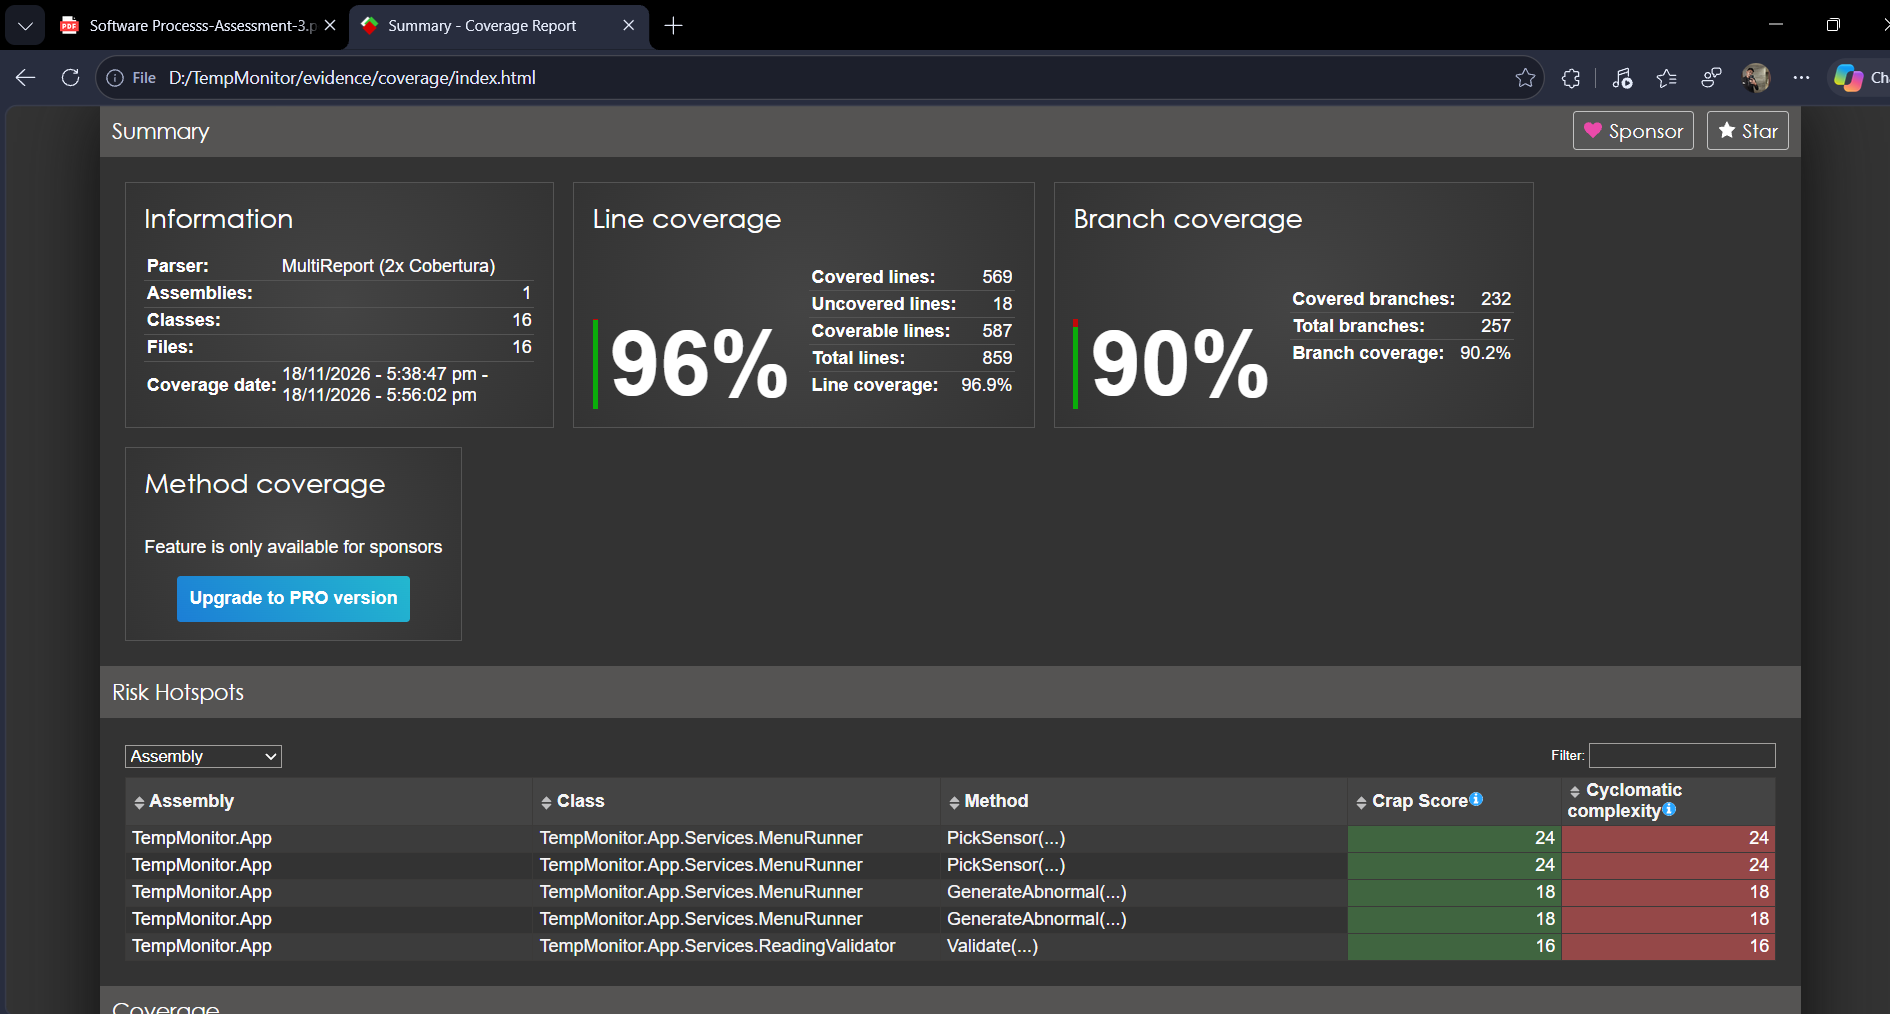 Software Processs-Assessment-3.p
Summary - Coverage Report
File D:/TempMonitor/evidence/coverage/index.html
Summary
Sponsor
Star
Information
Parser: MultiReport (2x Cobertura)
Assemblies: 1
Classes: 16
Files: 16
Coverage date: 18/11/2026 - 5:38:47 pm -
18/11/2026 - 5:56:02 pm
Line coverage
96%
Covered lines: 569
Uncovered lines: 18
Coverable lines: 587
Total lines: 859
Line coverage: 96.9%
Branch coverage
90%
Covered branches: 232
Total branches: 257
Branch coverage: 90.2%
Method coverage
Feature is only available for sponsors
Upgrade to PRO version
Risk Hotspots
Assembly
Filter:
Assembly Class Method Crap Score Cyclomatic
complexity
TempMonitor.App TempMonitor.App.Services.MenuRunner PickSensor(...) 24 24
TempMonitor.App TempMonitor.App.Services.MenuRunner PickSensor(...) 24 24
TempMonitor.App TempMonitor.App.Services.MenuRunner GenerateAbnormal(...) 18 18
TempMonitor.App TempMonitor.App.Services.MenuRunner GenerateAbnormal(...) 18 18
TempMonitor.App TempMonitor.App.Services.ReadingValidator Validate(...) 16 16
Coverage